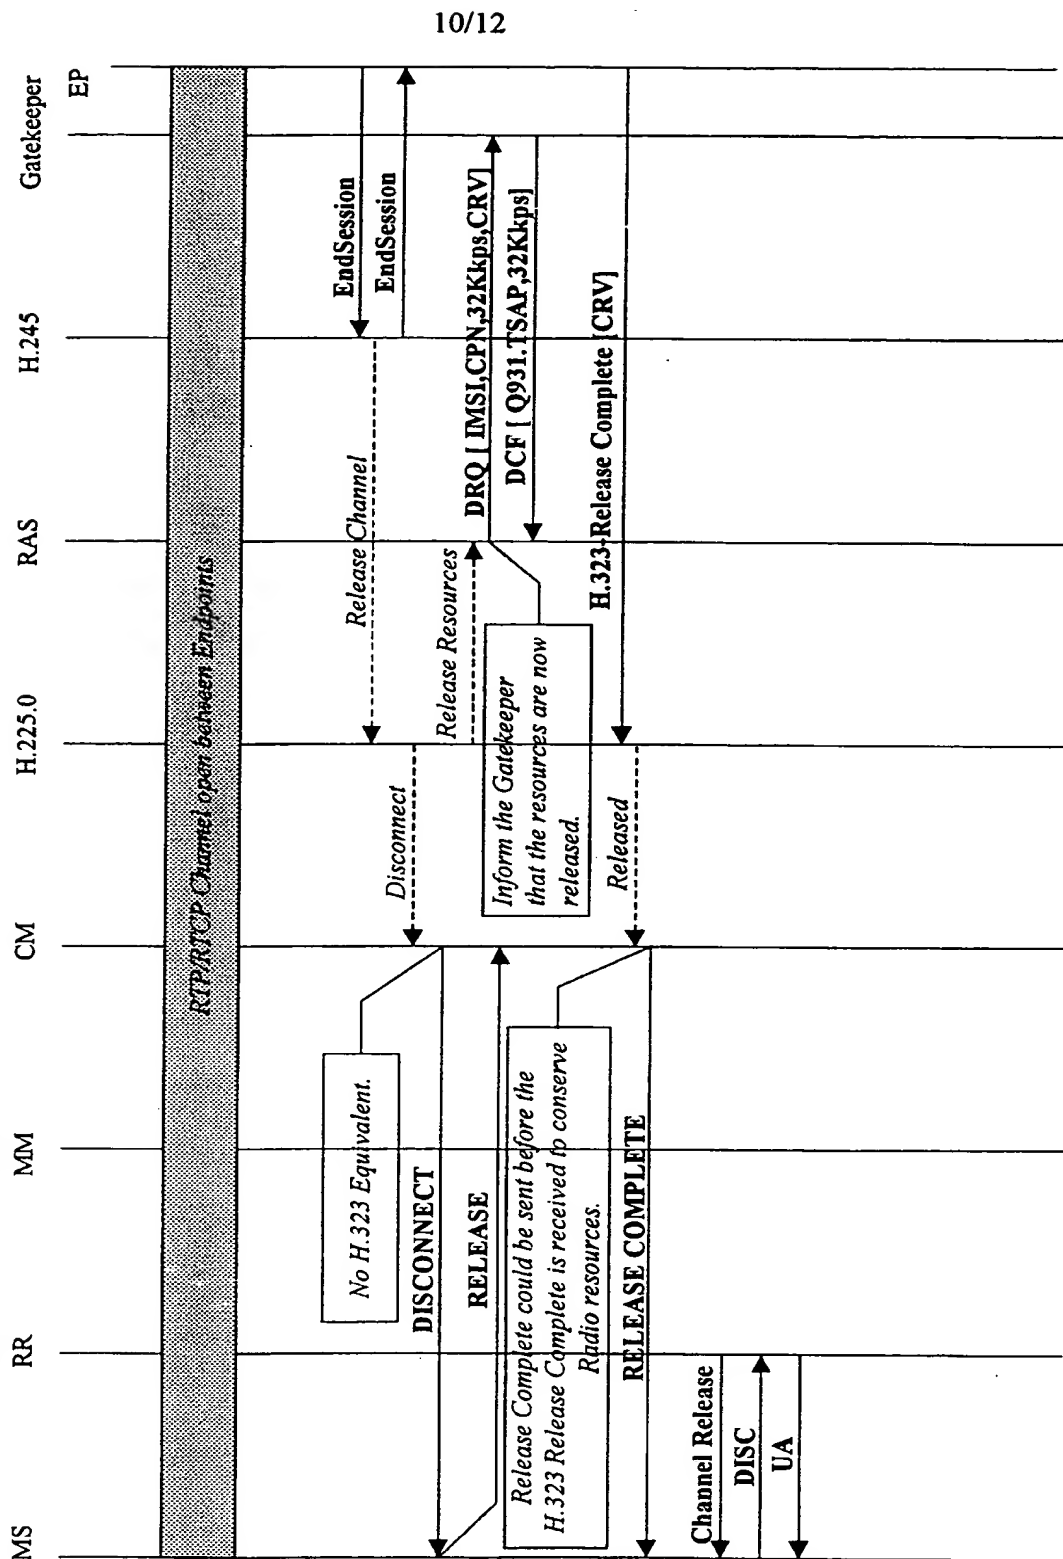 10/12
MS
RR
MM
CM
H.225.0
RAS
H.245
Gatekeeper
EP
RTP/RTCP Channel open between Endpoints
EndSession
EndSession
Release Channel
No H.323 Equivalent.
Disconnect
DISCONNECT
Release Resources
DRQ [ IMSI,CPN,32Kkps,CRV]
RELEASE
Inform the Gatekeeper
that the resources are now
released.
DCF [ Q931.TSAP,32Kkps]
Release Complete could be sent before the
H.323 Release Complete is received to conserve
Radio resources.
H.323-Release Complete [CRV]
Released
RELEASE COMPLETE
Channel Release
DISC
UA